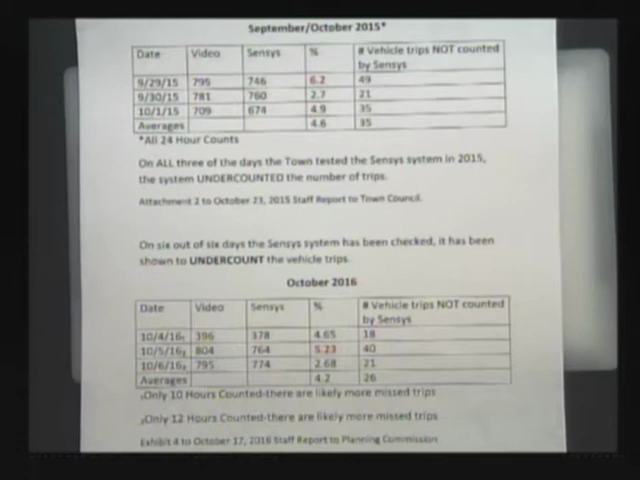 September/October 2015*
Date Video Sensys % # Vehicle trips NOT counted
by Sensys
9/29/15 795 746 6.2 49
9/30/15 781 760 2.7 21
10/1/15 709 674 4.9 35
Averages 4.6 35
*All 24 Hour Counts
On ALL three of the days the Town tested the Sensys system in 2015,
the system UNDERCOUNTED the number of trips.
Attachment 2 to October 23, 2015 Staff Report to Town Council.
On six out of six days the Sensys system has been checked, it has been
shown to UNDERCOUNT the vehicle trips.
October 2016
Date Video Sensys % # Vehicle trips NOT counted
by Sensys
10/4/16₁ 396 378 4.65 18
10/5/16₂ 804 764 5.23 40
10/6/16₂ 795 774 2.68 21
Averages 4.2 26
₁Only 10 Hours Counted-there are likely more missed trips
₂Only 12 Hours Counted-there are likely more missed trips
Exhibit 4 to October 17, 2016 Staff Report to Planning Commission